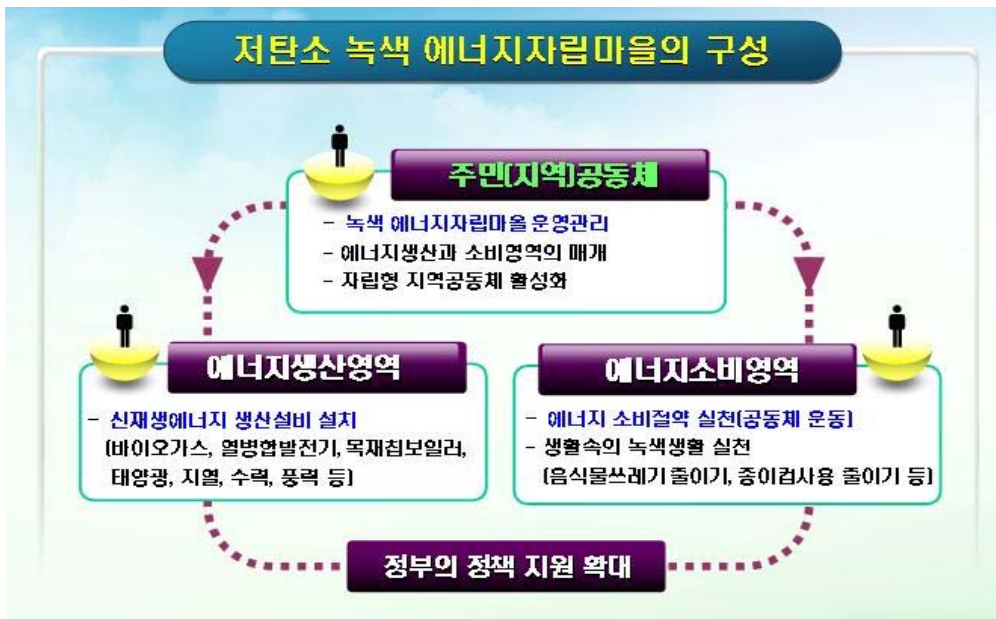 저탄소 녹색 에너지자립마을의 구성
주민(지역)공동체
- 녹색 에너지자립마을 운영관리
- 에너지생산과 소비영역의 매개
- 자립형 지역공동체 활성화
에너지생산영역
- 신재생에너지 생산설비 설치
(바이오가스, 열병합발전기, 목재칩보일러,
태양광, 지열, 수력, 풍력 등)
에너지소비영역
- 에너지 소비절약 실천(공동체 운동)
- 생활속의 녹색생활 실천
(음식물쓰레기 줄이기, 종이컵사용 줄이기 등)
정부의 정책 지원 확대